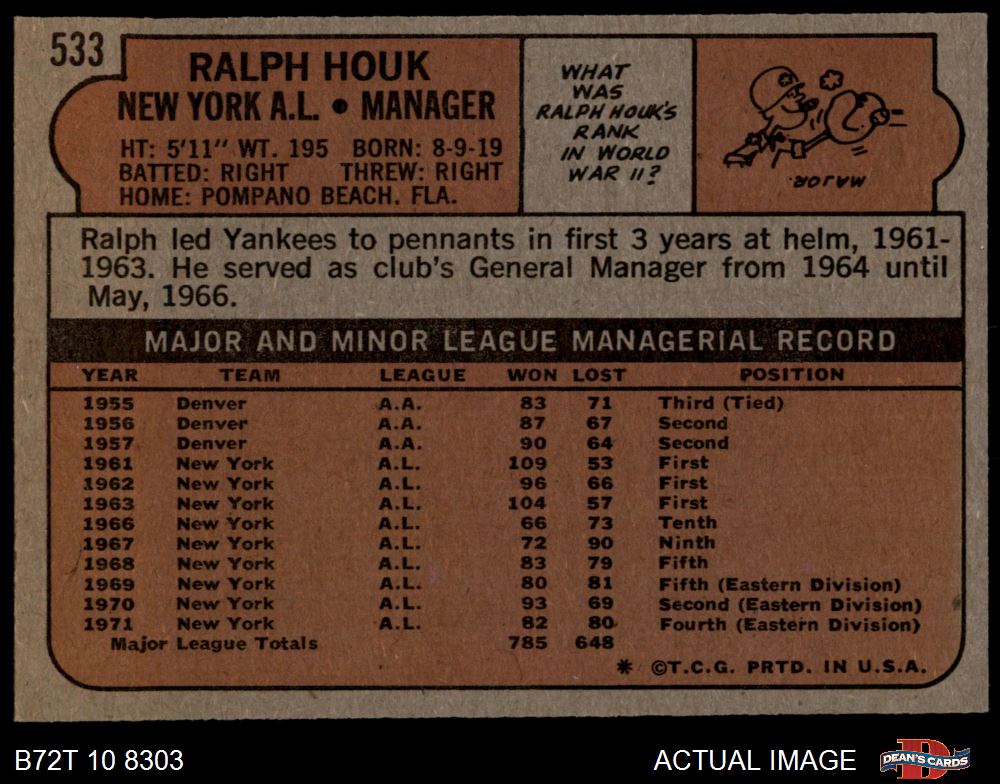 533
RALPH HOUK
NEW YORK A.L. • MANAGER
HT: 5'11" WT. 195 BORN: 8-9-19
BATTED: RIGHT THREW: RIGHT
HOME: POMPANO BEACH. FLA.
WHAT
WAS
RALPH HOUK'S
RANK
IN WORLD
WAR II?
MAJOR.
Ralph led Yankees to pennants in first 3 years at helm, 1961-
1963. He served as club's General Manager from 1964 until
May, 1966.
MAJOR AND MINOR LEAGUE MANAGERIAL RECORD
YEAR TEAM LEAGUE WON LOST POSITION
1955 Denver A.A. 83 71 Third (Tied)
1956 Denver A.A. 87 67 Second
1957 Denver A.A. 90 64 Second
1961 New York A.L. 109 53 First
1962 New York A.L. 96 66 First
1963 New York A.L. 104 57 First
1966 New York A.L. 66 73 Tenth
1967 New York A.L. 72 90 Ninth
1968 New York A.L. 83 79 Fifth
1969 New York A.L. 80 81 Fifth (Eastern Division)
1970 New York A.L. 93 69 Second (Eastern Division)
1971 New York A.L. 82 80 Fourth (Eastern Division)
Major League Totals 785 648
* ©T.C.G. PRTD. IN U.S.A.
B72T 10 8303 ACTUAL IMAGE DEAN'S CARDS